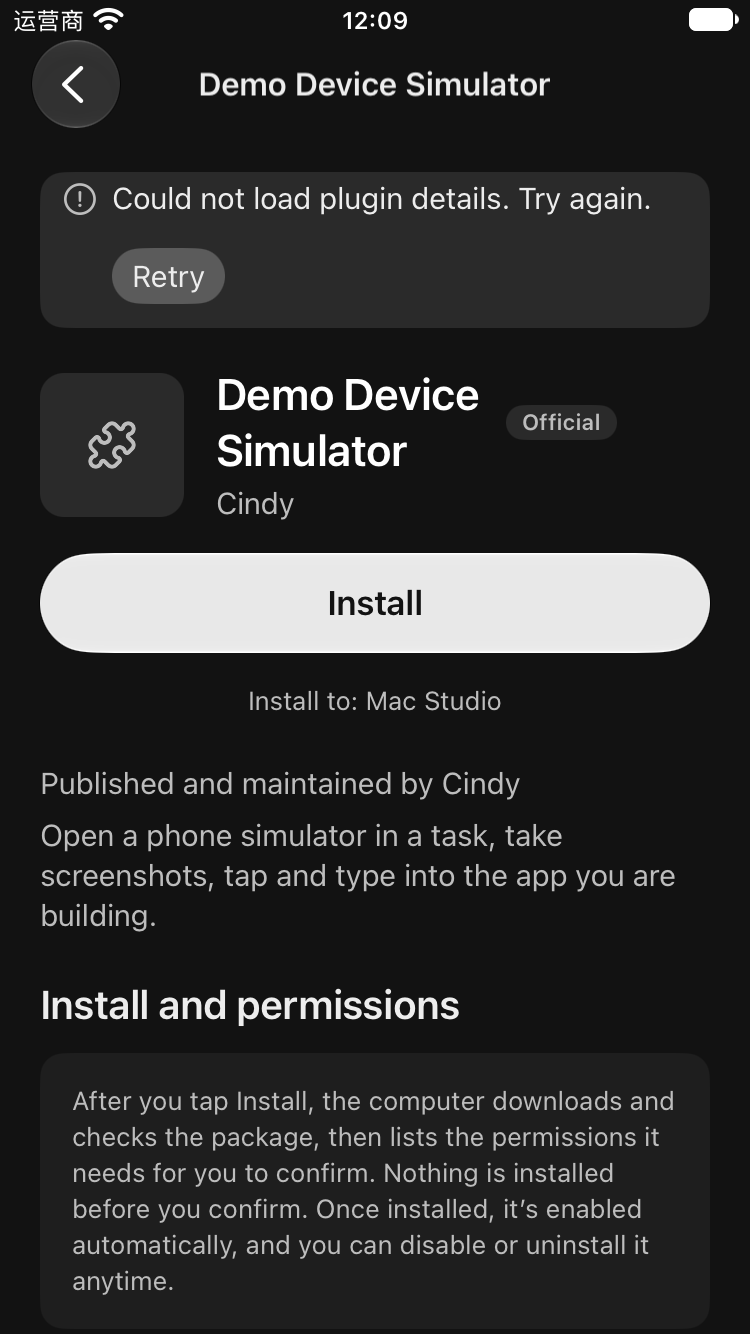 运营商
12:09
Demo Device Simulator
Could not load plugin details. Try again.
Retry
Demo Device
Simulator
Official
Cindy
Install
Install to: Mac Studio
Published and maintained by Cindy
Open a phone simulator in a task, take
screenshots, tap and type into the app you are
building.
Install and permissions
After you tap Install, the computer downloads and
checks the package, then lists the permissions it
needs for you to confirm. Nothing is installed
before you confirm. Once installed, it’s enabled
automatically, and you can disable or uninstall it
anytime.